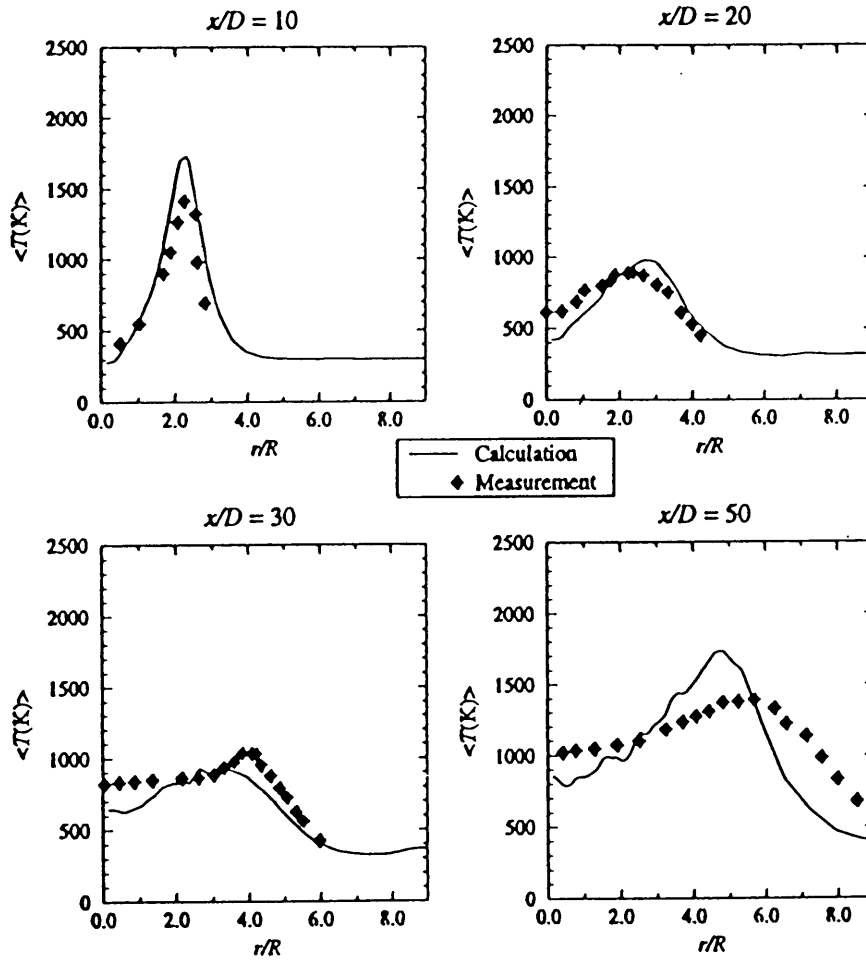 x/D = 10
x/D = 20
2500
2000
1500
1000
500
0
<T(K)>
0.0 2.0 4.0 6.0 8.0
r/R
2500
2000
1500
1000
500
0
<T(K)>
0.0 2.0 4.0 6.0 8.0
r/R
Calculation
Measurement
x/D = 30
x/D = 50
2500
2000
1500
1000
500
0
<T(K)>
0.0 2.0 4.0 6.0 8.0
r/R
2500
2000
1500
1000
500
0
<T(K)>
0.0 2.0 4.0 6.0 8.0
r/R